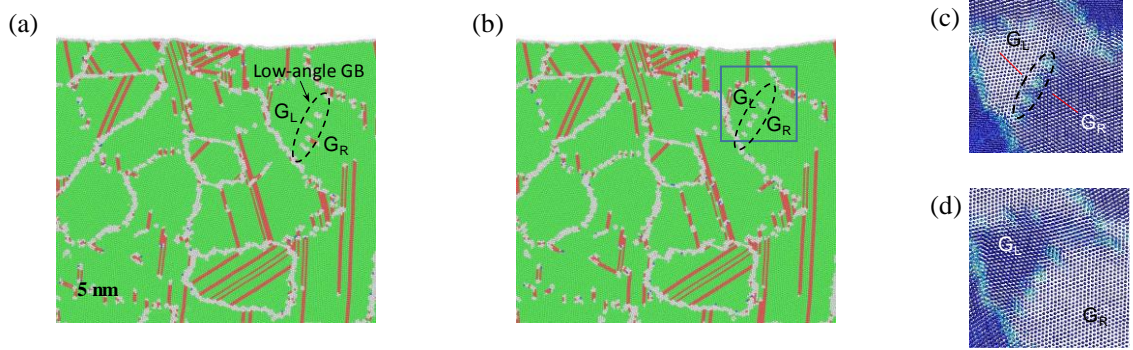 (a)
Low-angle GB
G_L
G_R
5 nm
(b)
G_L
G_R
(c)
G_L
G_R
(d)
G_L
G_R